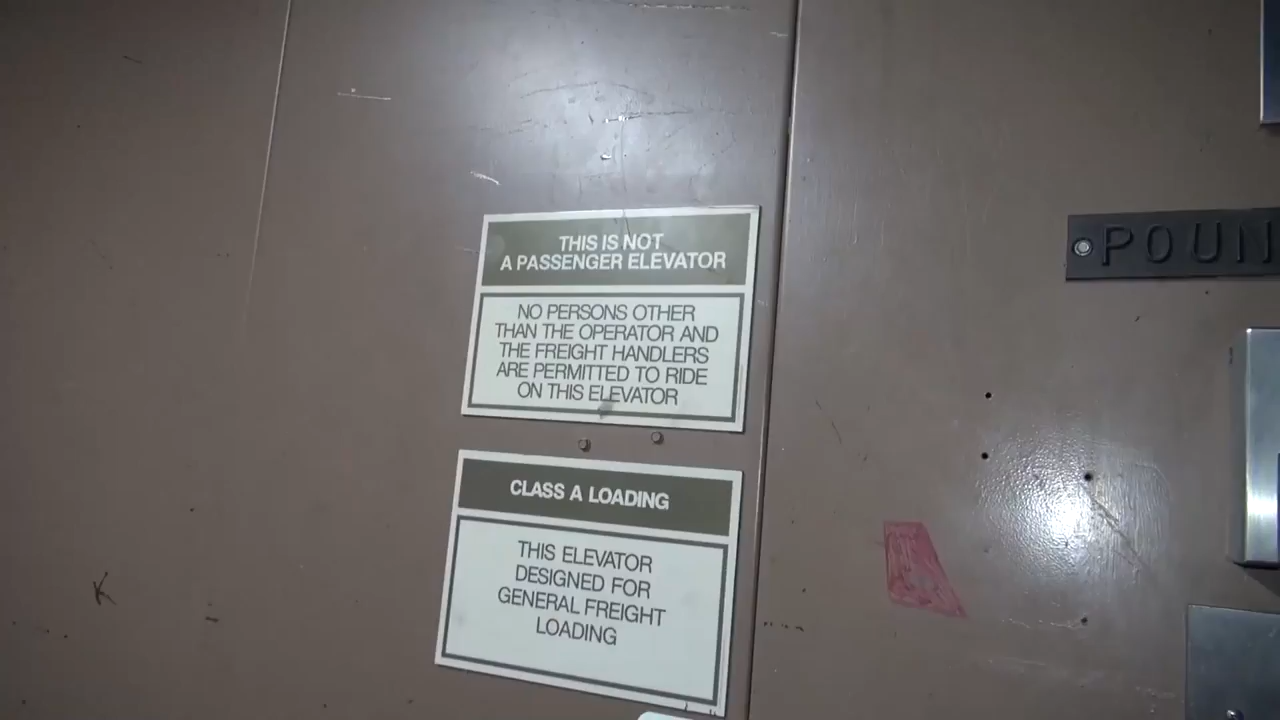 THIS IS NOT
A PASSENGER ELEVATOR
NO PERSONS OTHER
THAN THE OPERATOR AND
THE FREIGHT HANDLERS
ARE PERMITTED TO RIDE
ON THIS ELEVATOR
CLASS A LOADING
THIS ELEVATOR
DESIGNED FOR
GENERAL FREIGHT
LOADING
POUN